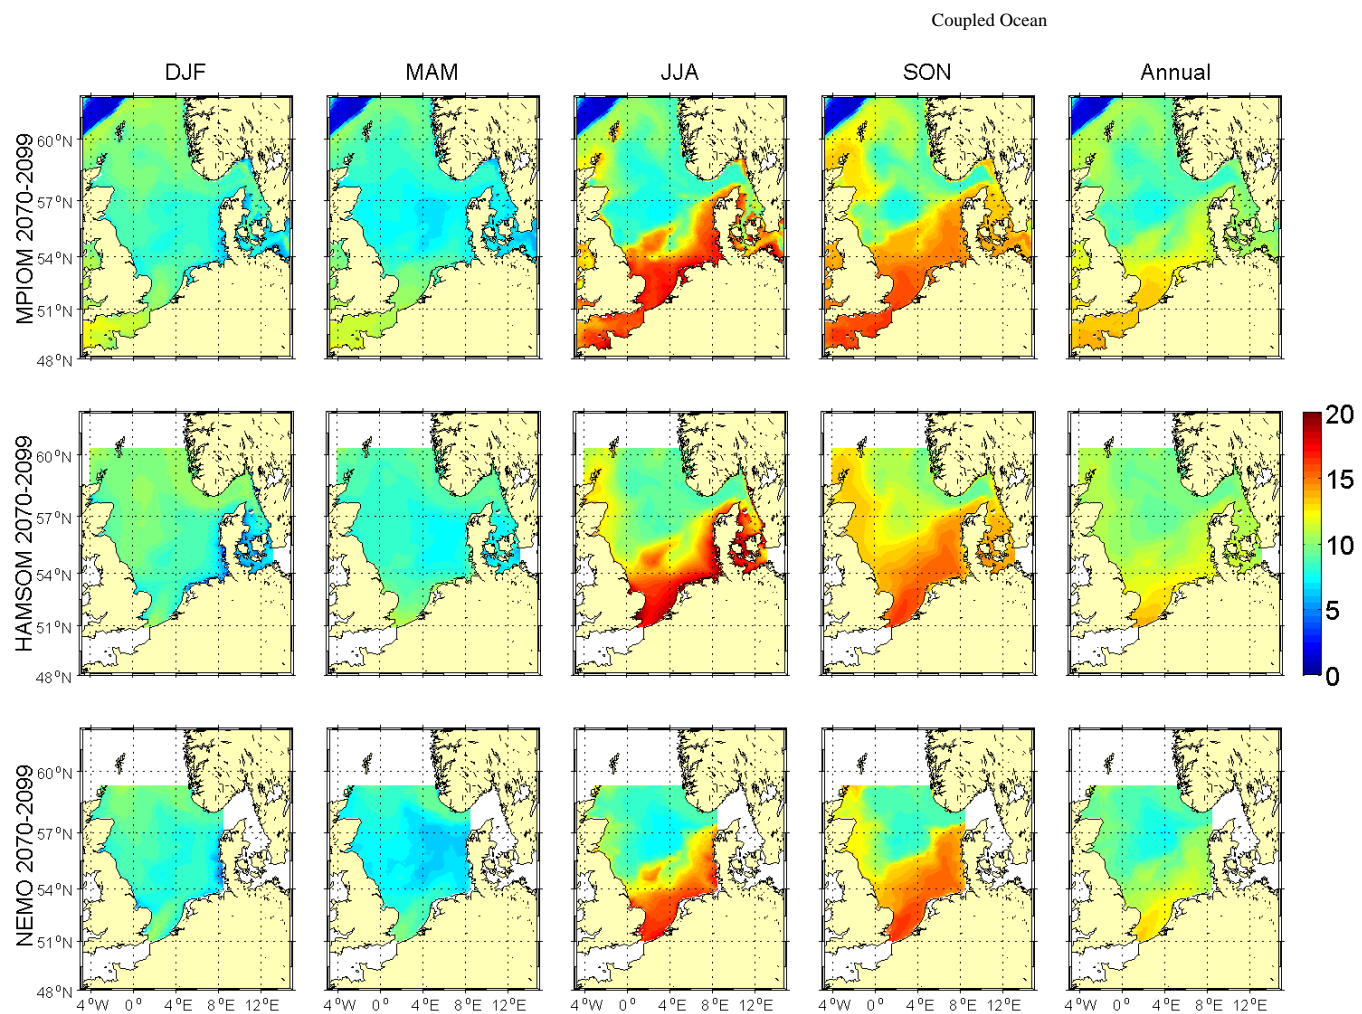 Coupled Ocean
DJF MAM JJA SON Annual
MPIOM 2070-2099
60°N
57°N
54°N
51°N
48°N
HAMSOM 2070-2099
60°N
57°N
54°N
51°N
48°N
20
15
10
5
0
NEMO 2070-2099
60°N
57°N
54°N
51°N
48°N
4°W 0° 4°E 8°E 12°E 4°W 0° 4°E 8°E 12°E 4°W 0° 4°E 8°E 12°E 4°W 0° 4°E 8°E 12°E 4°W 0° 4°E 8°E 12°E